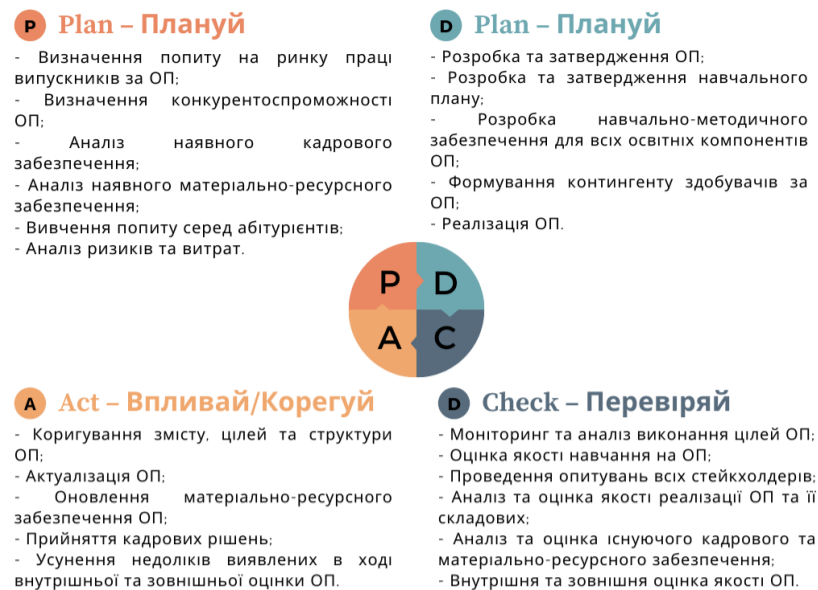 P Plan – Плануй
- Визначення попиту на ринку праці
випускників за ОП;
- Визначення конкурентоспроможності
ОП;
- Аналіз наявного кадрового
забезпечення;
- Аналіз наявного матеріально-ресурсного
забезпечення;
- Вивчення попиту серед абітурієнтів;
- Аналіз ризиків та витрат.
D Plan – Плануй
- Розробка та затвердження ОП;
- Розробка та затвердження навчального
плану;
- Розробка навчально-методичного
забезпечення для всіх освітніх компонентів
ОП;
- Формування контингенту здобувачів за
ОП;
- Реалізація ОП.
P D
A C
A Act – Впливай/Корегуй
- Коригування змісту, цілей та структури
ОП;
- Актуалізація ОП;
- Оновлення матеріально-ресурсного
забезпечення ОП;
- Прийняття кадрових рішень;
- Усунення недоліків виявлених в ході
внутрішньої та зовнішньої оцінки ОП.
D Check – Перевіряй
- Моніторинг та аналіз виконання цілей ОП;
- Оцінка якості навчання на ОП;
- Проведення опитувань всіх стейкхолдерів;
- Аналіз та оцінка якості реалізації ОП та її
складових;
- Аналіз та оцінка існуючого кадрового та
матеріально-ресурсного забезпечення;
- Внутрішня та зовнішня оцінка якості ОП.